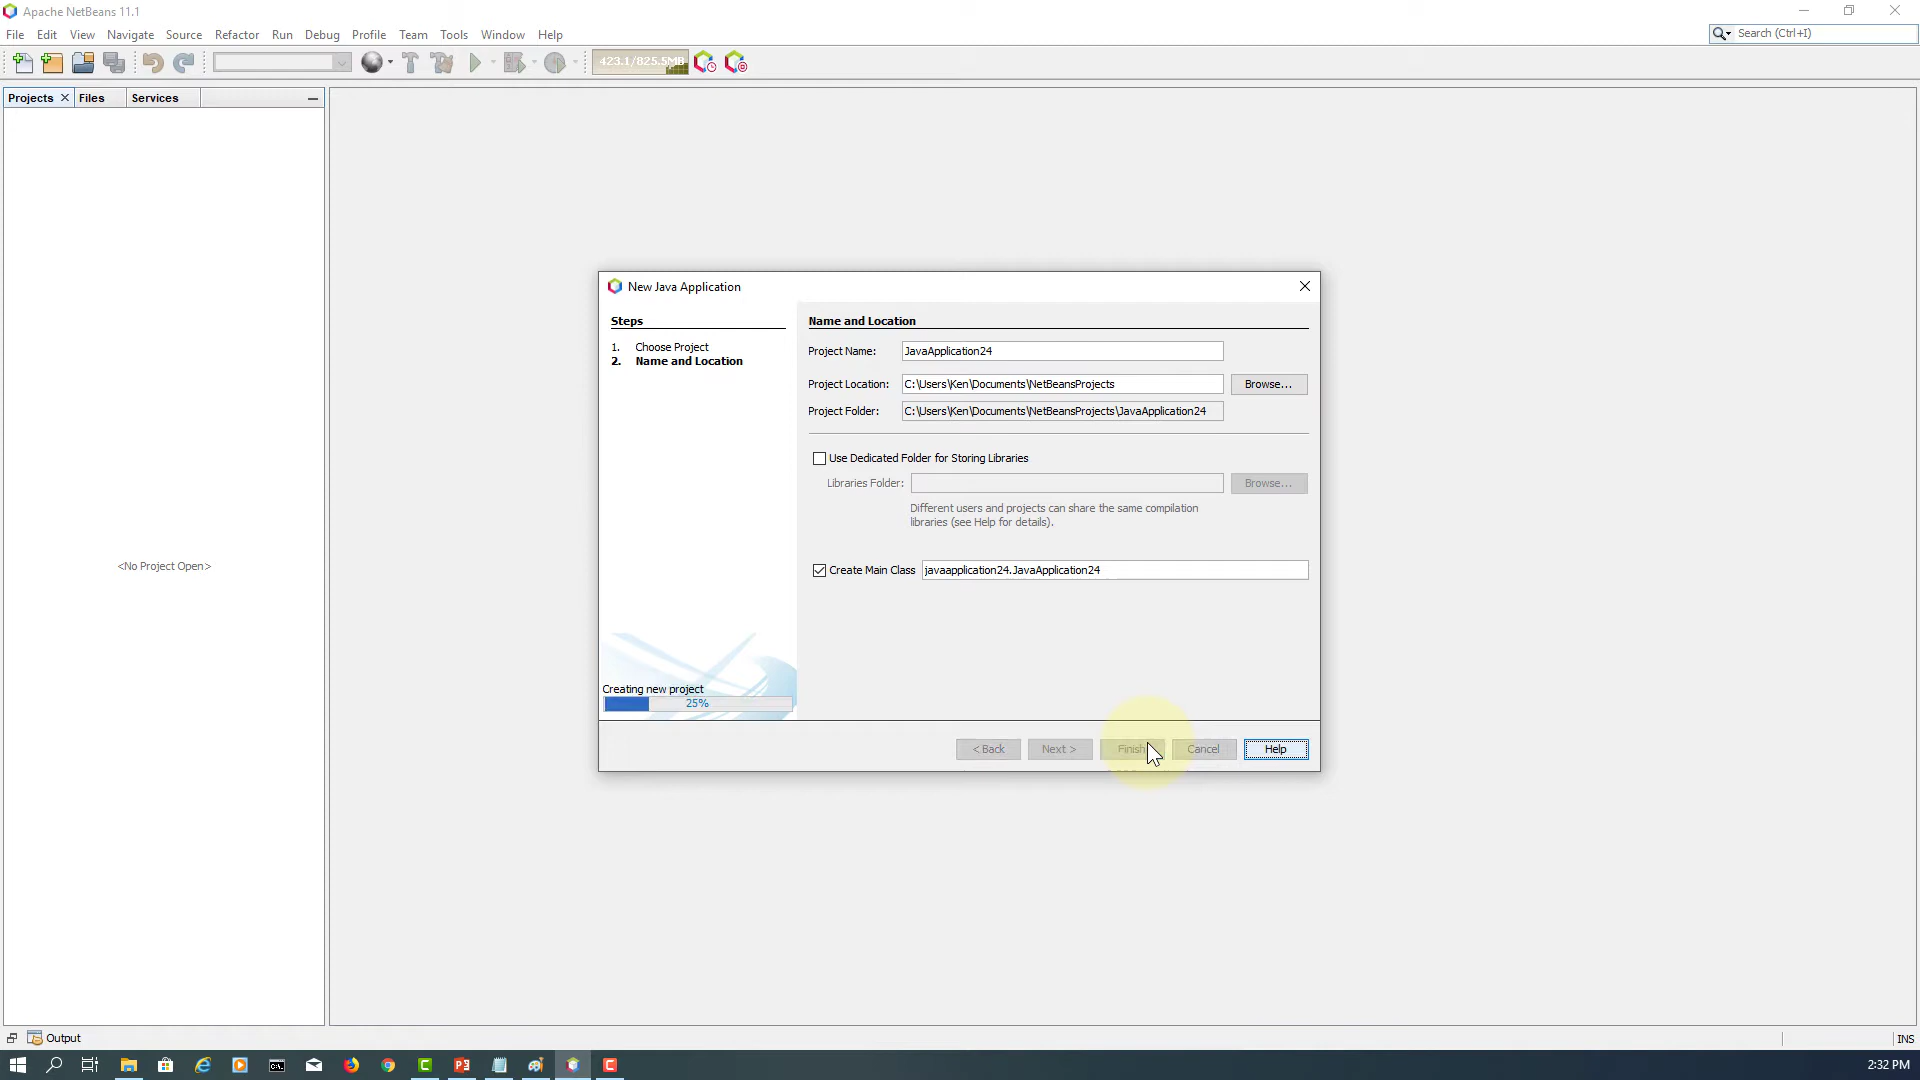 Apache NetBeans 11.1
File Edit View Navigate Source Refactor Run Debug Profile Team Tools Window Help
Search (Ctrl+I)
423.1/825.5MB
Projects Files Services
New Java Application
Steps
1. Choose Project
2. Name and Location
Name and Location
Project Name: JavaApplication24
Project Location: C:\Users\Ken\Documents\NetBeansProjects Browse...
Project Folder: C:\Users\Ken\Documents\NetBeansProjects\JavaApplication24
Use Dedicated Folder for Storing Libraries
Libraries Folder: Browse...
Different users and projects can share the same compilation
libraries (see Help for details).
<No Project Open>
Create Main Class javaapplication24.JavaApplication24
Creating new project
25%
< Back Next > Finish Cancel Help
Output
INS
2:32 PM